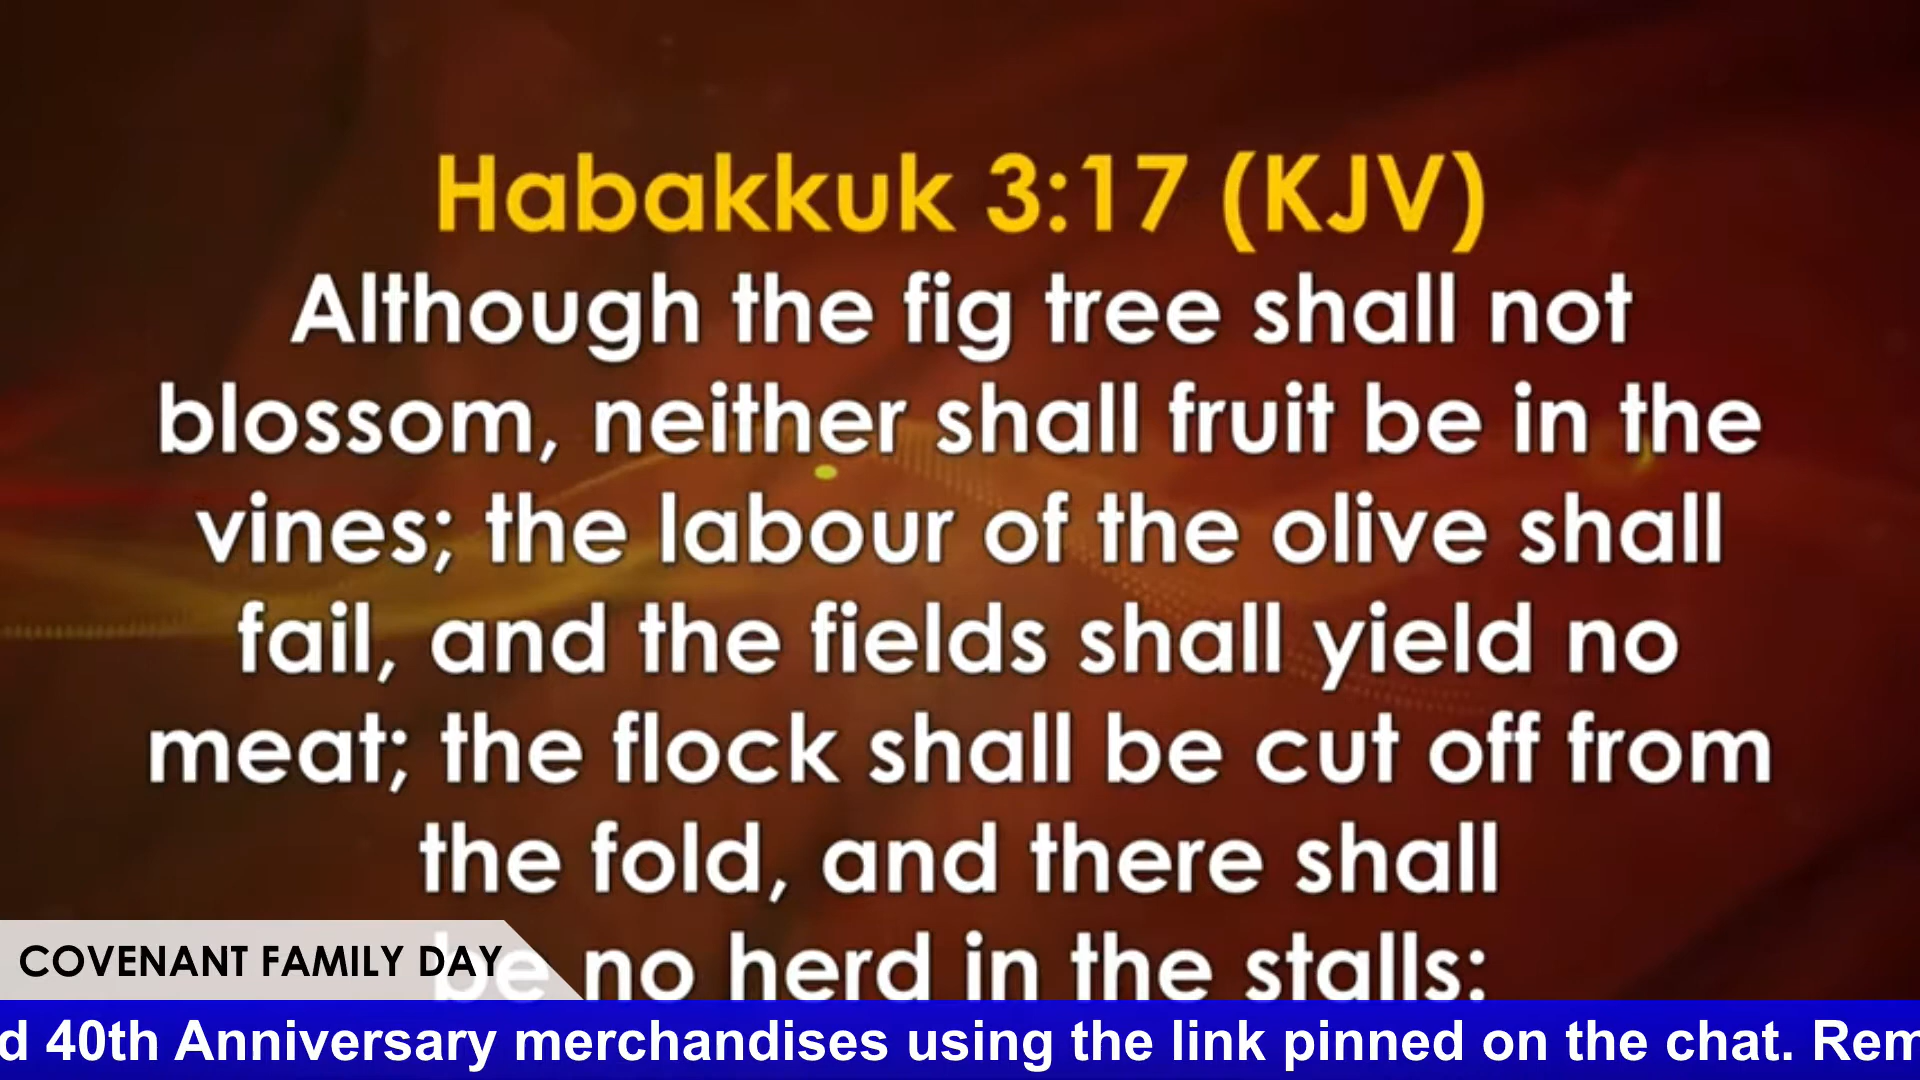 Habakkuk 3:17 (KJV)
Although the fig tree shall not
blossom, neither shall fruit be in the
vines; the labour of the olive shall
fail, and the fields shall yield no
meat; the flock shall be cut off from
the fold, and there shall
be no herd in the stalls:
COVENANT FAMILY DAY
d 40th Anniversary merchandises using the link pinned on the chat. Rem